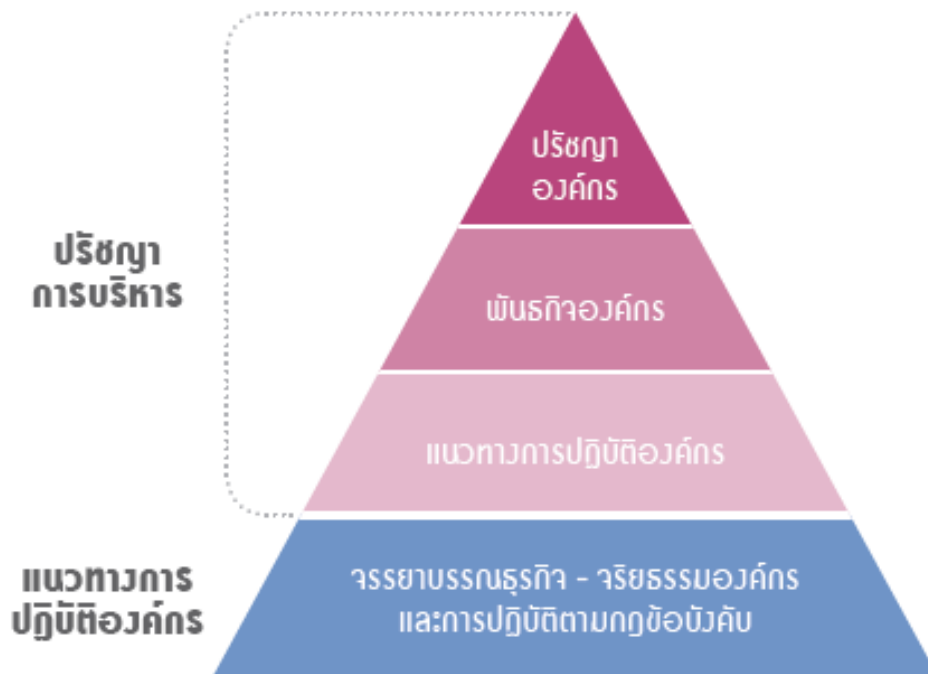 ปรัชญา
องค์กร
ปรัชญา
การบริหาร
พันธกิจองค์กร
แนวทางการปฏิบัติองค์กร
แนวทางการ
ปฏิบัติองค์กร
จรรยาบรรณธุรกิจ - จริยธรรมองค์กร
และการปฏิบัติตามกฎข้อบังคับ